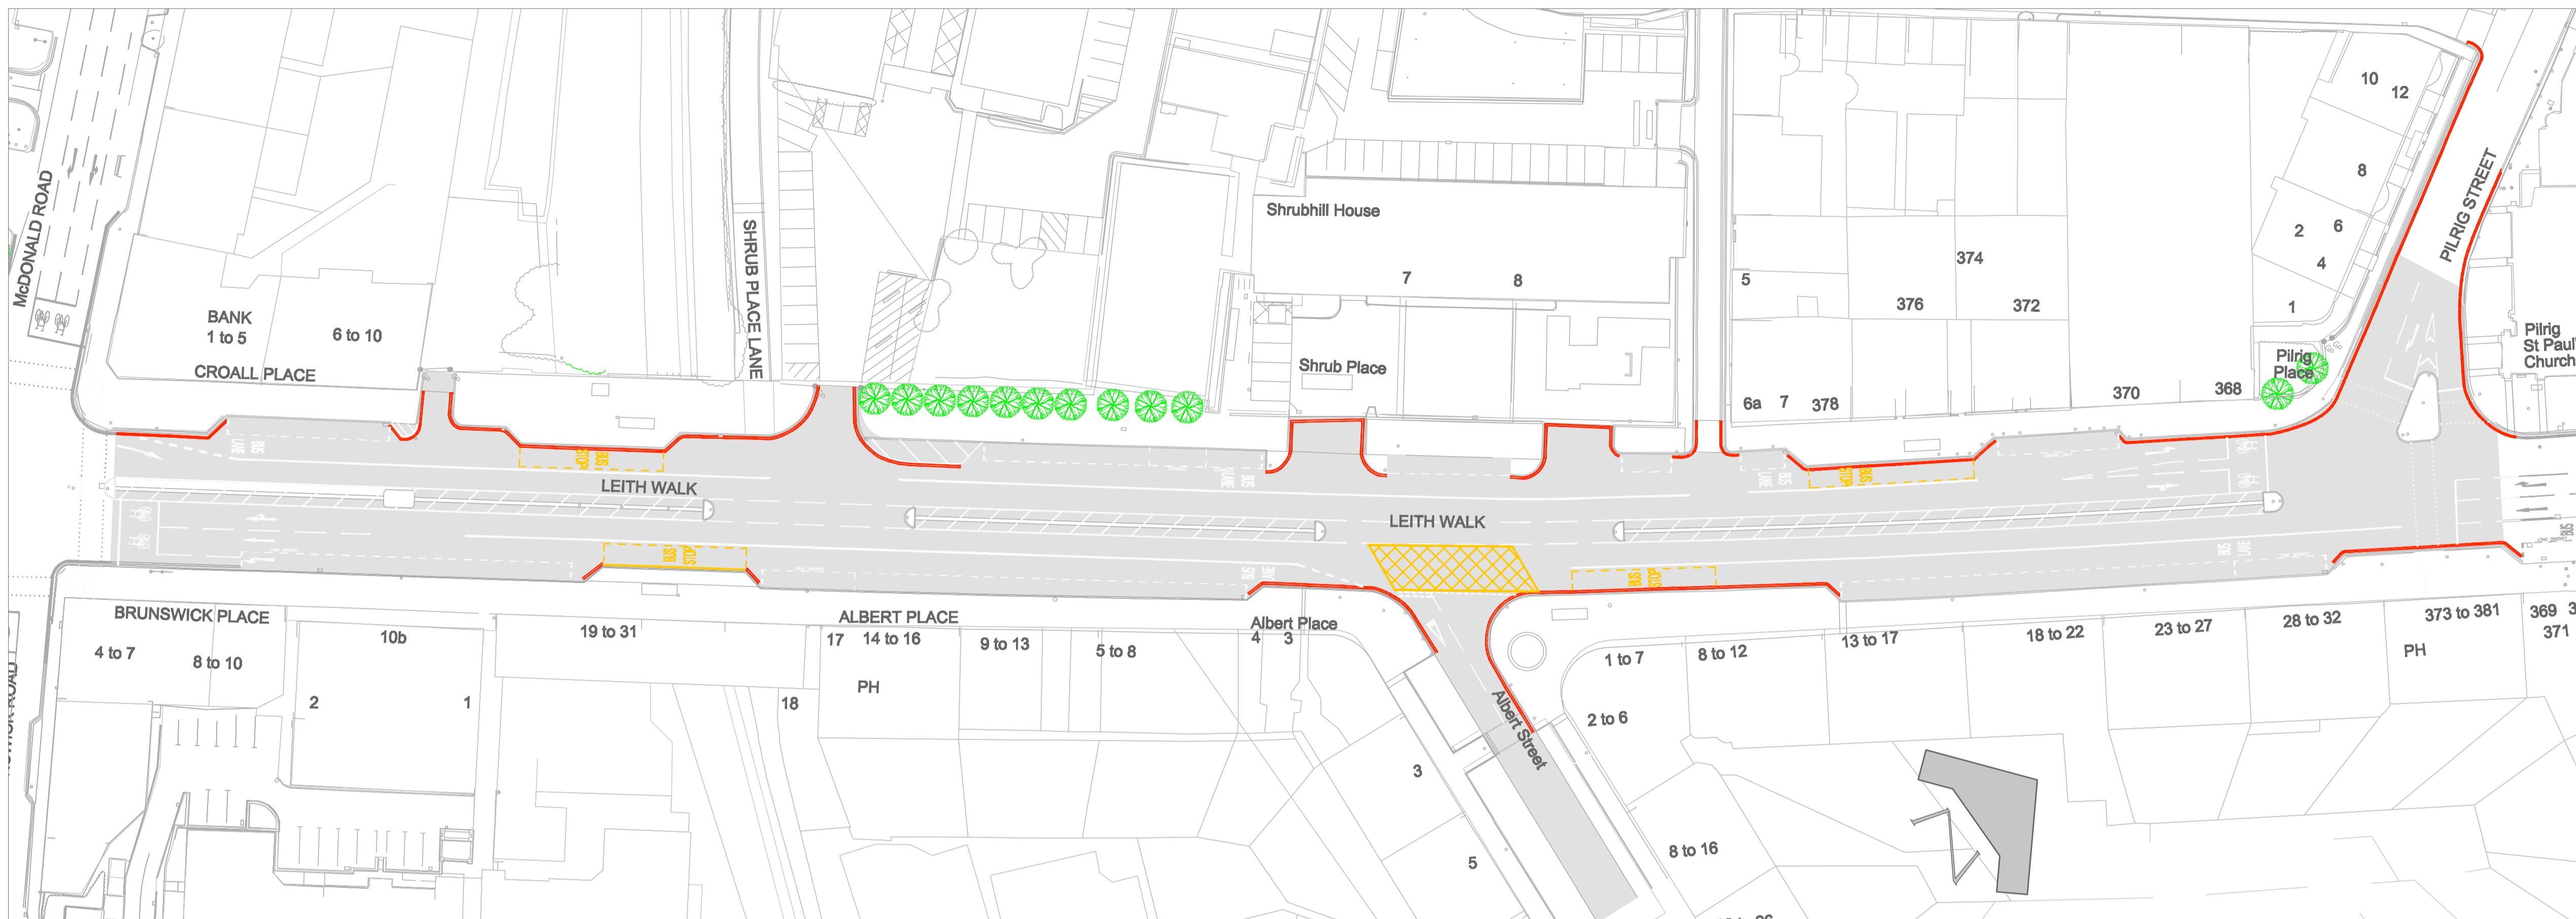 McDONALD ROAD
BANK
1 to 5
6 to 10
CROALL PLACE
SHRUB PLACE LANE
Shrubhill House
7
8
Shrub Place
5
374
376
372
6a
7
378
370
368
10
12
8
2
6
4
1
Pilrig
Place
PILRIG STREET
Pilrig
St Paul
Church
BUS
LANE
BUS
STOP
LEITH WALK
BUS
LANE
LEITH WALK
BUS
LANE
BUS
STOP
BUS
STOP
BUS
LANE
BUS
STOP
BUS
LANE
BUS
BRUNSWICK PLACE
4 to 7
8 to 10
10b
2
1
19 to 31
18
ALBERT PLACE
17
14 to 16
PH
9 to 13
5 to 8
Albert Place
4
3
Albert Street
3
5
1 to 7
8 to 12
2 to 6
8 to 16
13 to 17
18 to 22
23 to 27
28 to 32
373 to 381
PH
369
371